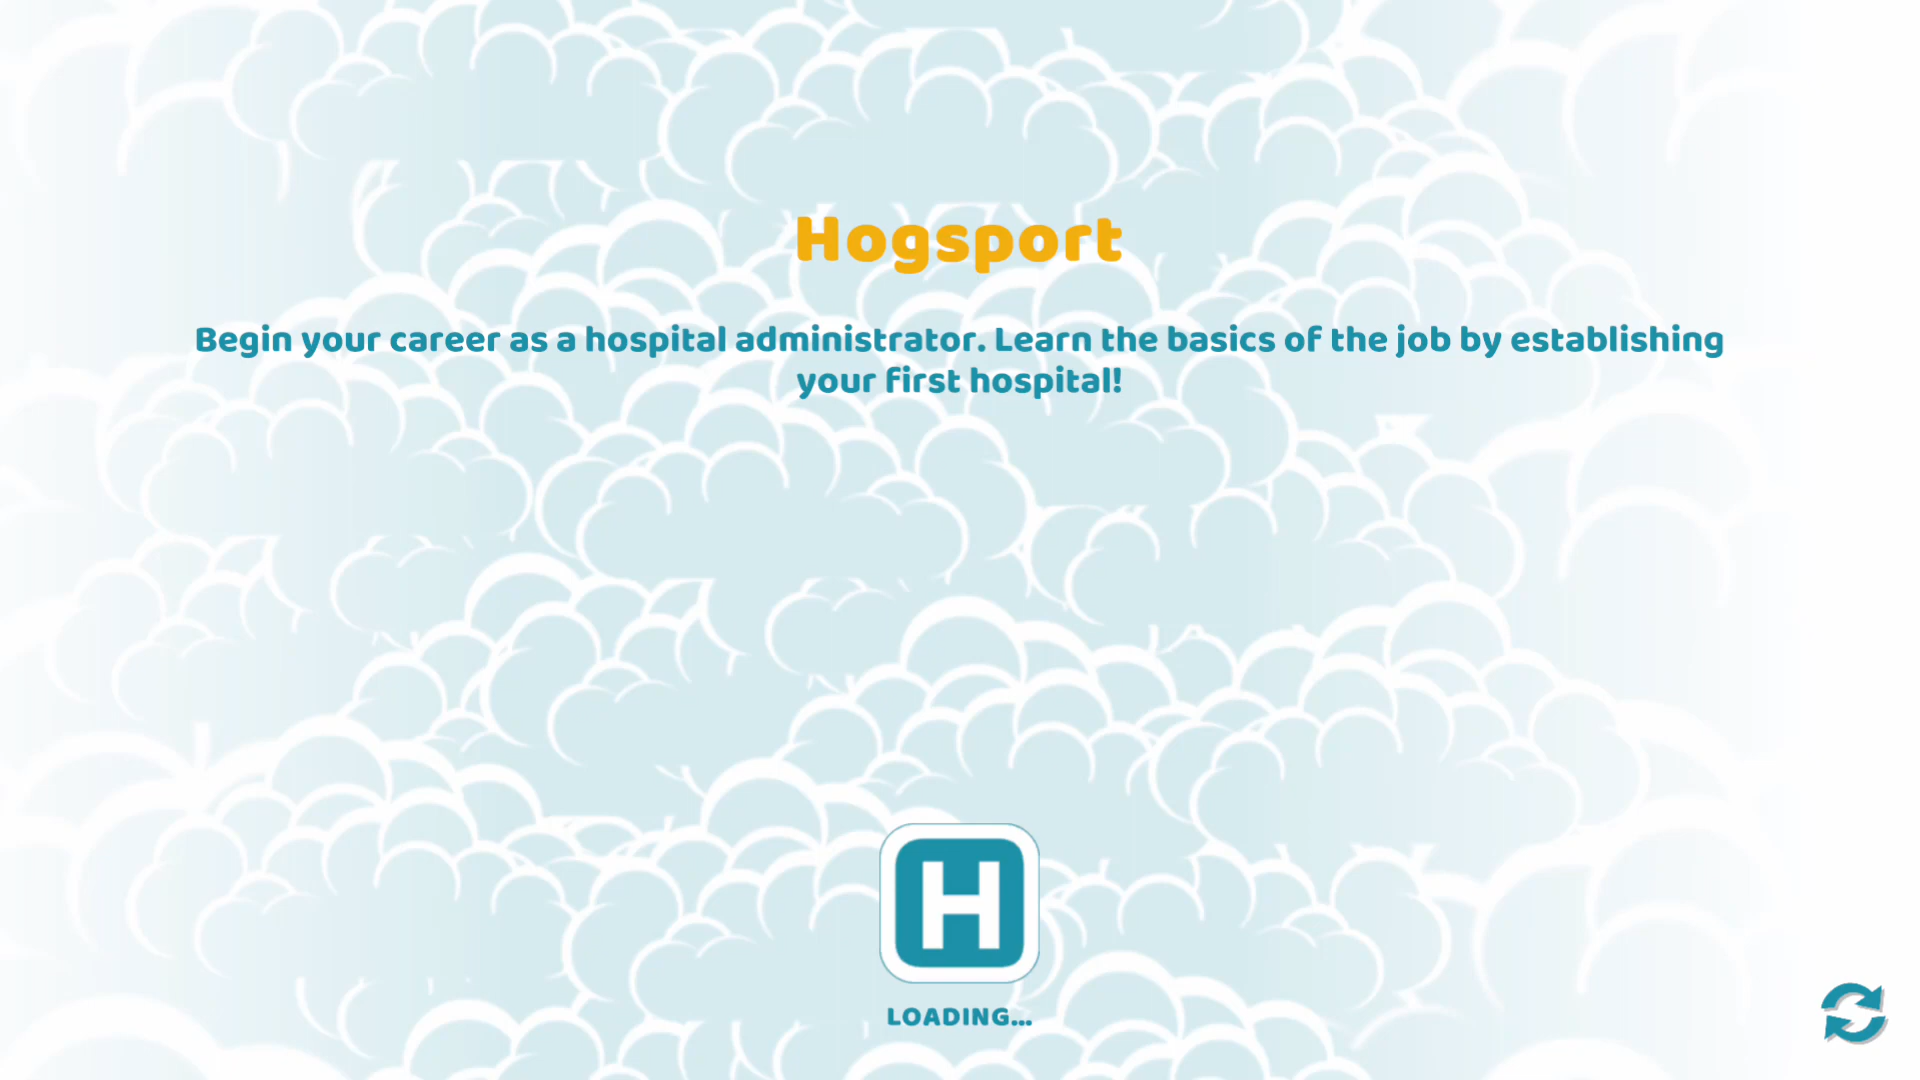 Hogsport
Begin your career as a hospital administrator. Learn the basics of the job by establishing
your first hospital!
H
LOADING...